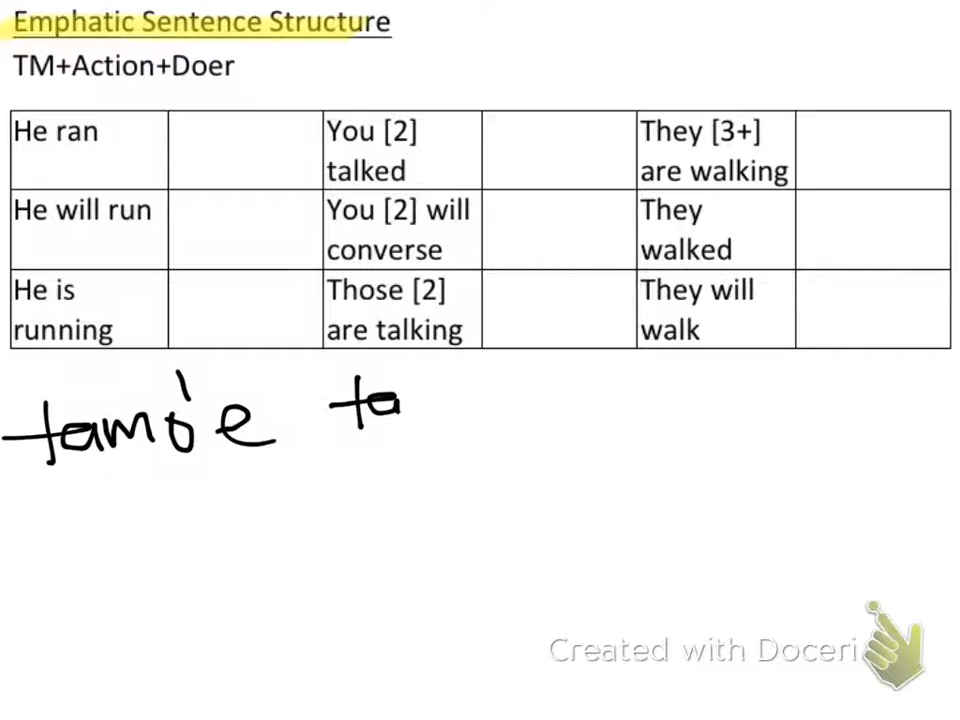 Emphatic Sentence Structure
TM+Action+Doer
He ran
You [2] talked
They [3+] are walking
He will run
You [2] will converse
They walked
He is running
Those [2] are talking
They will walk
tamóe ta
Created with Doceri